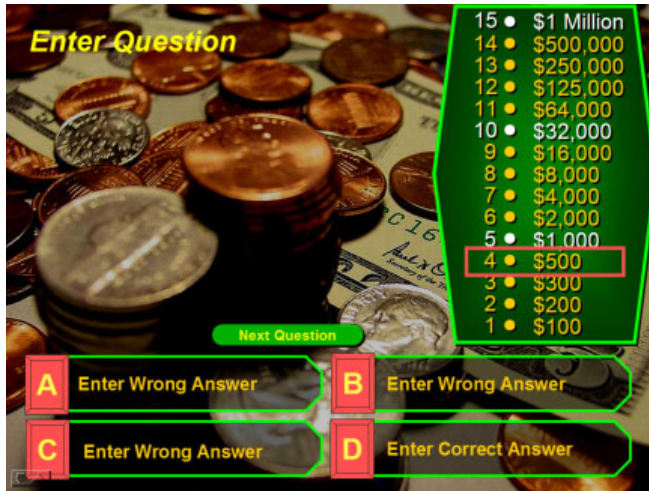 Enter Question
15 • $1 Million
14 • $500,000
13 • $250,000
12 • $125,000
11 • $64,000
10 • $32,000
9 • $16,000
8 • $8,000
7 • $4,000
6 • $2,000
5 • $1,000
4 • $500
3 • $300
2 • $200
1 • $100
Next Question
A Enter Wrong Answer
B Enter Wrong Answer
C Enter Wrong Answer
D Enter Correct Answer